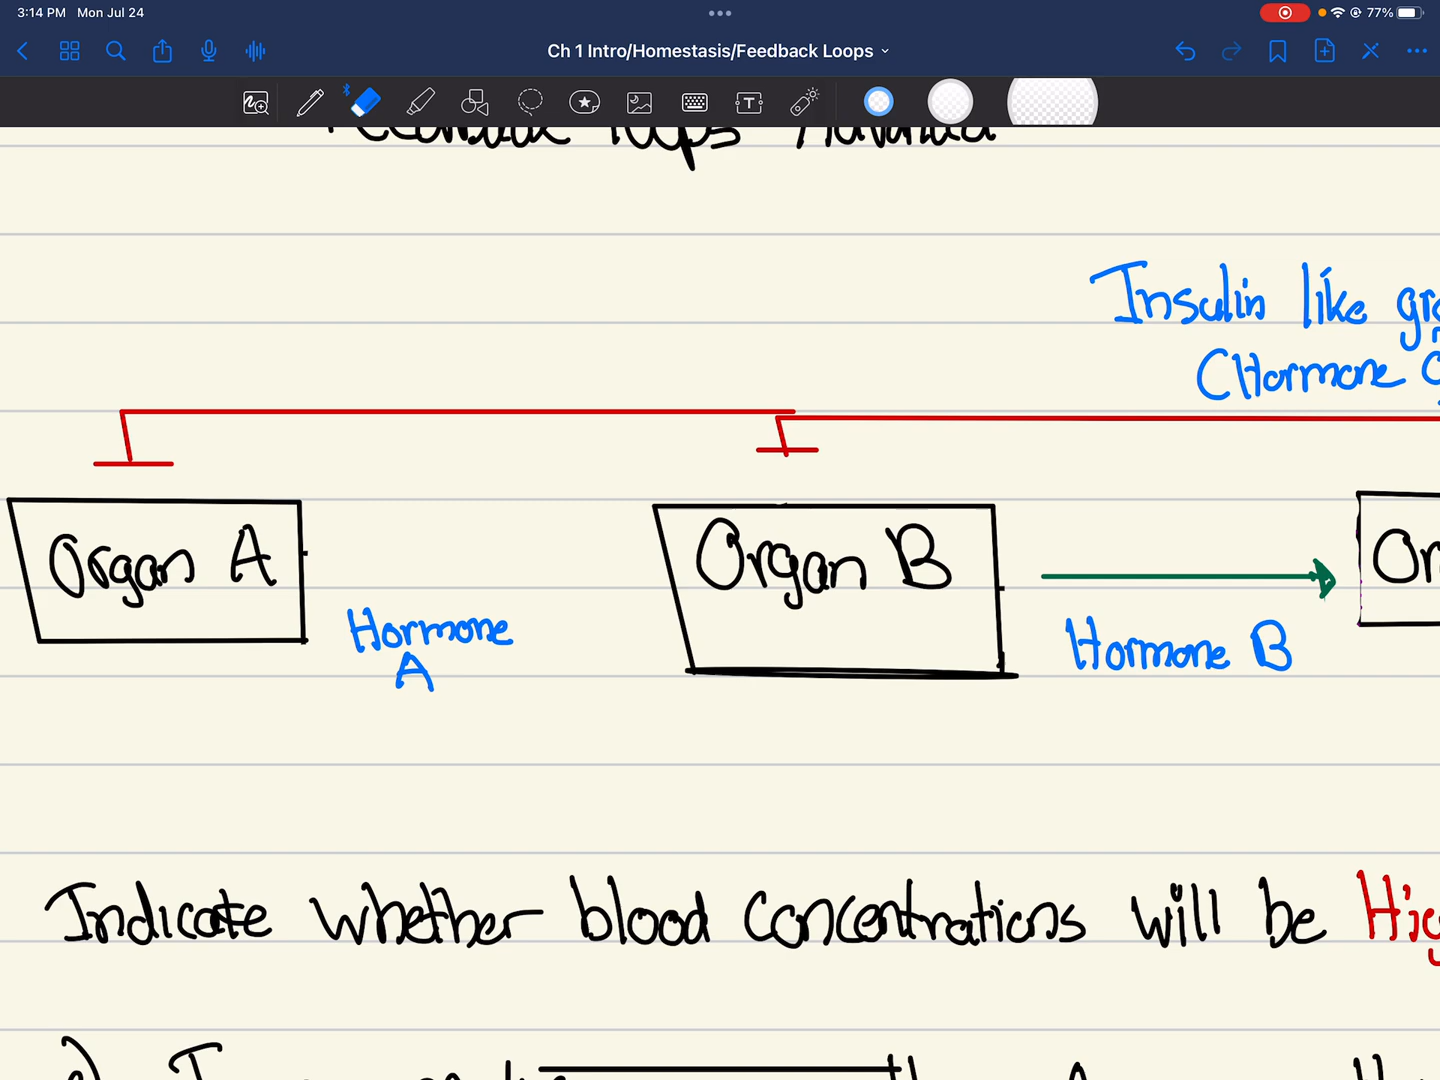 3:14 PM Mon Jul 24
77%
Ch 1 Intro/Homestasis/Feedback Loops
loops
Insulin like
(Hormone
Organ A
Organ B
Hormone
A
Hormone B
Indicate whether blood concentrations will be